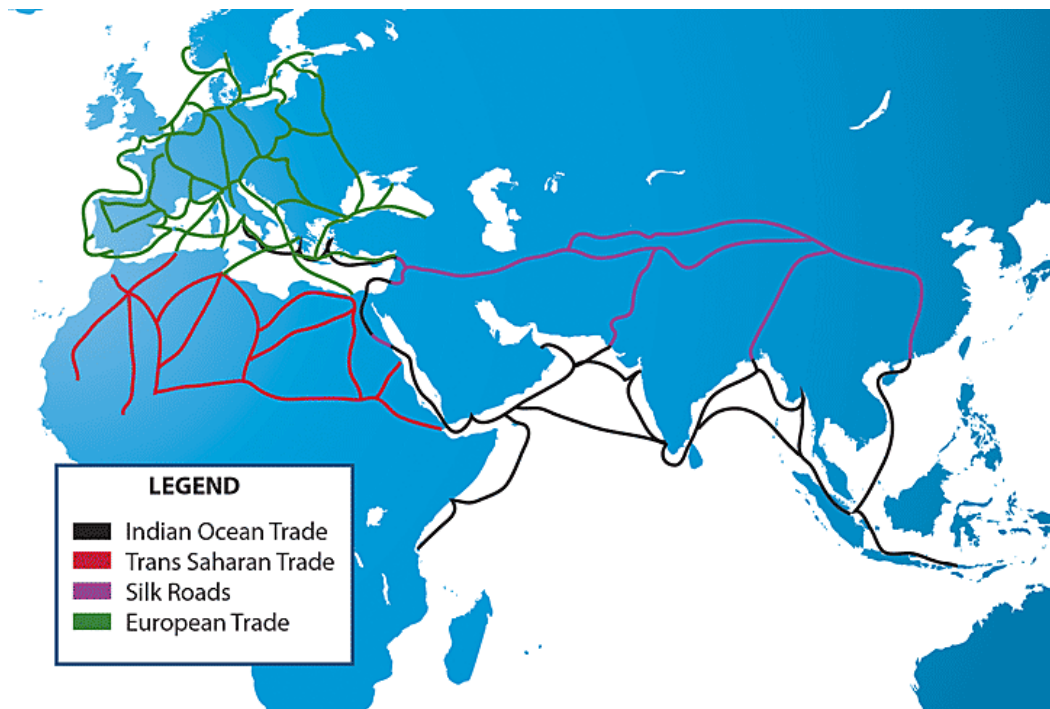 LEGEND
Indian Ocean Trade
Trans Saharan Trade
Silk Roads
European Trade